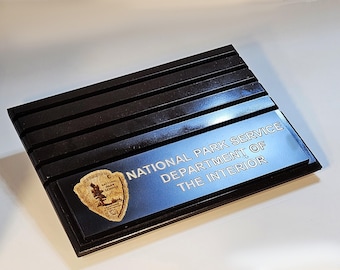 NATIONAL PARK SERVICE
DEPARTMENT OF
THE INTERIOR